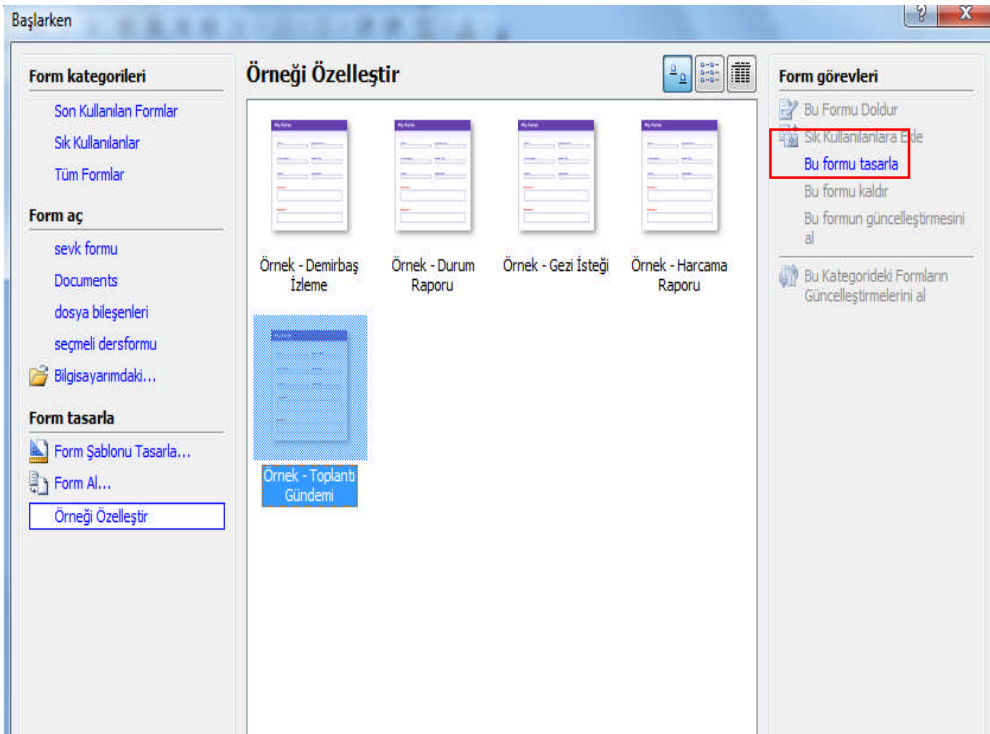 Başlarken
Form kategorileri
Son Kullanılan Formlar
Sık Kullanılanlar
Tüm Formlar
Form aç
sevk formu
Documents
dosya bileşenleri
seçmeli dersformu
Bilgisayarımdaki...
Form tasarla
Form Şablonu Tasarla...
Form Al...
Örneği Özelleştir
Örneği Özelleştir
Örnek - Demirbaş
İzleme
Örnek - Durum
Raporu
Örnek - Gezi İsteği
Örnek - Harcama
Raporu
Örnek - Toplantı
Gündemi
Form görevleri
Bu Formu Doldur
Sık Kullanılanlara Ekle
Bu formu tasarla
Bu formu kaldır
Bu formun güncelleştirmesini
al
Bu Kategorideki Formların
Güncelleştirmelerini al